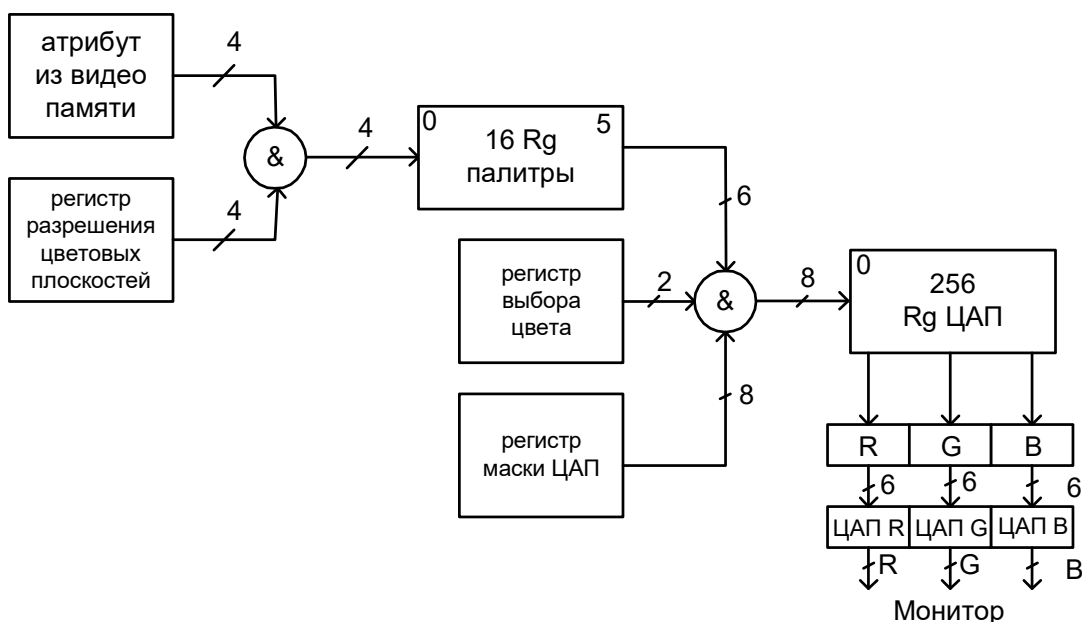 атрибут
из видео
памяти
4
&
4
0
16 Rg
палитры
5
регистр
разрешения
цветовых
плоскостей
4
6
регистр
выбора
цвета
2
&
8
0
256
Rg ЦАП
регистр
маски ЦАП
8
R
G
B
6
6
6
ЦАП R
ЦАП G
ЦАП B
R
G
B
Монитор